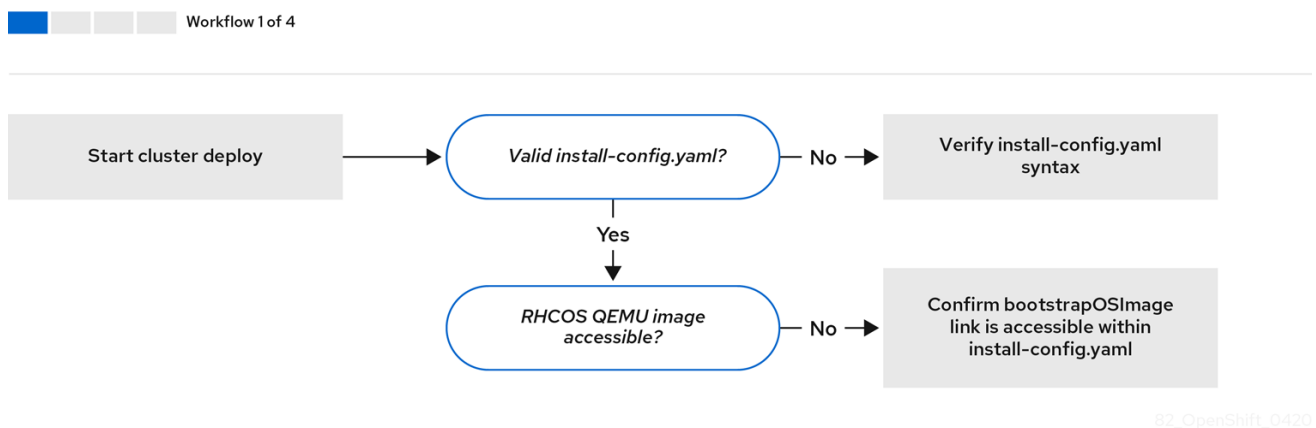 Workflow 1 of 4
Start cluster deploy
Valid install-config.yaml?
No
Verify install-config.yaml
syntax
Yes
RHCOS QEMU image
accessible?
No
Confirm bootstrapOSImage
link is accessible within
install-config.yaml
82_OpenShift_0420